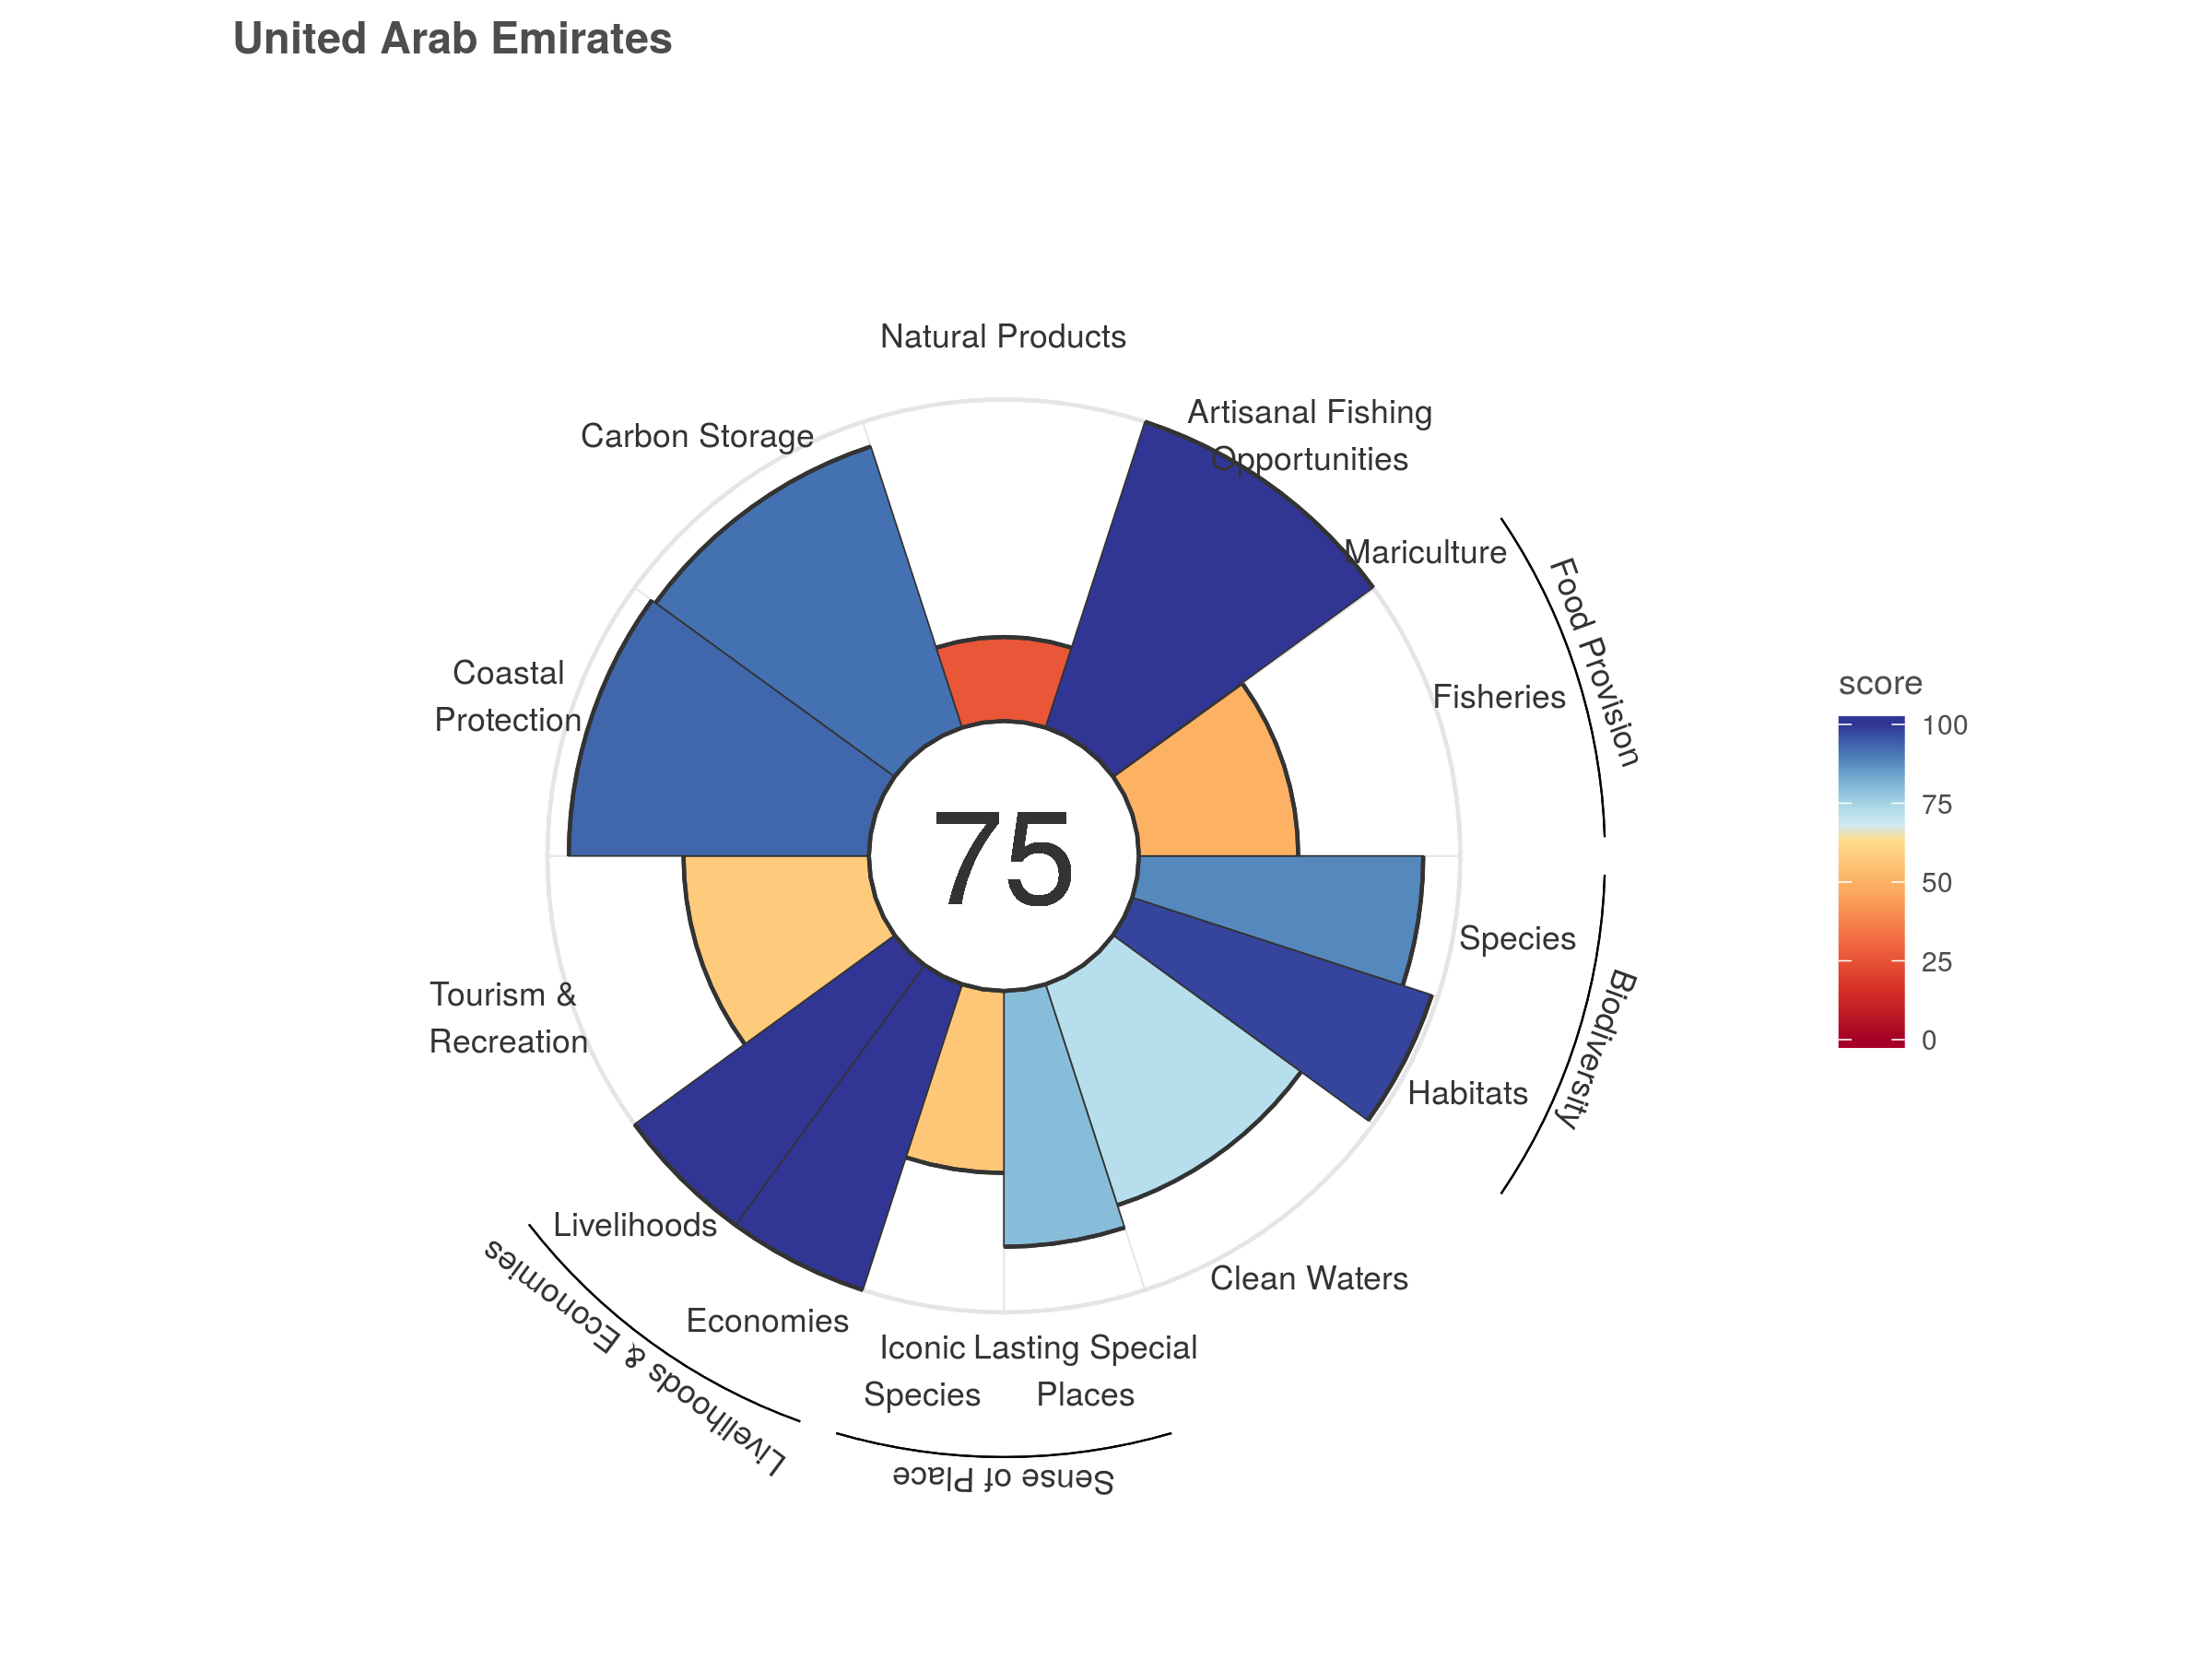 United Arab Emirates
Natural Products
Artisanal Fishing
Opportunities
Carbon Storage
Mariculture
Food Provision
Fisheries
Coastal
Protection
score
100
75
50
25
0
75
Species
Biodiversity
Tourism &
Recreation
Habitats
Livelihoods
Clean Waters
Economies
Livelihoods & Economies
Iconic
Species
Lasting Special
Places
Sense of Place